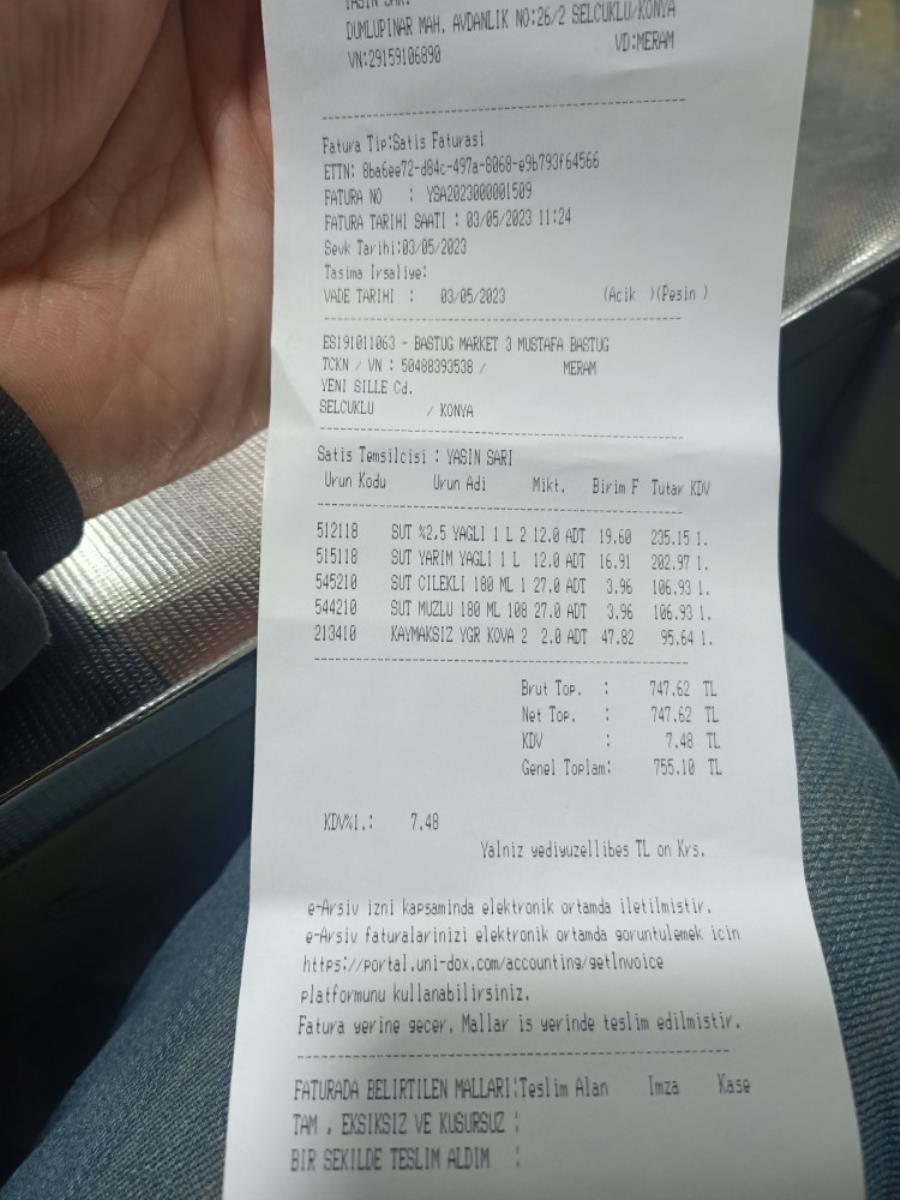 YASIN SARI
DUMLUPINAR MAH. AVDANLIK NO:26/2 SELCUKLU/KONYA
VN:29159106890 VD:MERAM
Fatura Tip:Satis Faturasi
ETTN: 8ba6ee72-d84c-497a-8068-e9b793f64566
FATURA NO : YSA2023000001509
FATURA TARIHI SAATI : 03/05/2023 11:24
Sevk Tarihi:03/05/2023
Tasima Irsaliye:
VADE TARIHI : 03/05/2023 (Acik )(Pesin )
ES191011063 - BASTUG MARKET 3 MUSTAFA BASTUG
TCKN / VN : 50488393538 / MERAM
YENI SILLE Cd.
SELCUKLU / KONYA
Satis Temsilcisi : YASIN SARI
Urun Kodu Urun Adi Mikt. Birim F Tutar KDV
512118 SUT %2,5 YAGLI 1 L 2 12.0 ADT 19.60 235.15 1.
515118 SUT YARIM YAGLI 1 L 12.0 ADT 16.91 202.97 1.
545210 SUT CILEKLI 180 ML 1 27.0 ADT 3.96 106.93 1.
544210 SUT MUZLU 180 ML 108 27.0 ADT 3.96 106.93 1.
213410 KAYMAKSIZ YGR KOVA 2 2.0 ADT 47.82 95.64 1.
Brut Top. : 747.62 TL
Net Top. : 747.62 TL
KDV : 7.48 TL
Genel Toplam: 755.10 TL
KDV%1.: 7.48
Yalniz yediyuzellibes TL on Krs.
e-Arsiv izni kapsaminda elektronik ortamda iletilmistir.
e-Arsiv faturalarinizi elektronik ortamda goruntulemek icin
https://portal.uni-dox.com/accounting/getInvoice
platformunu kullanabilirsiniz.
Fatura yerine gecer. Mallar is yerinde teslim edilmistir.
FATURADA BELIRTILEN MALLARI:Teslim Alan Imza Kase
TAM , EKSIKSIZ VE KUSURSUZ :
BIR SEKILDE TESLIM ALDIM :